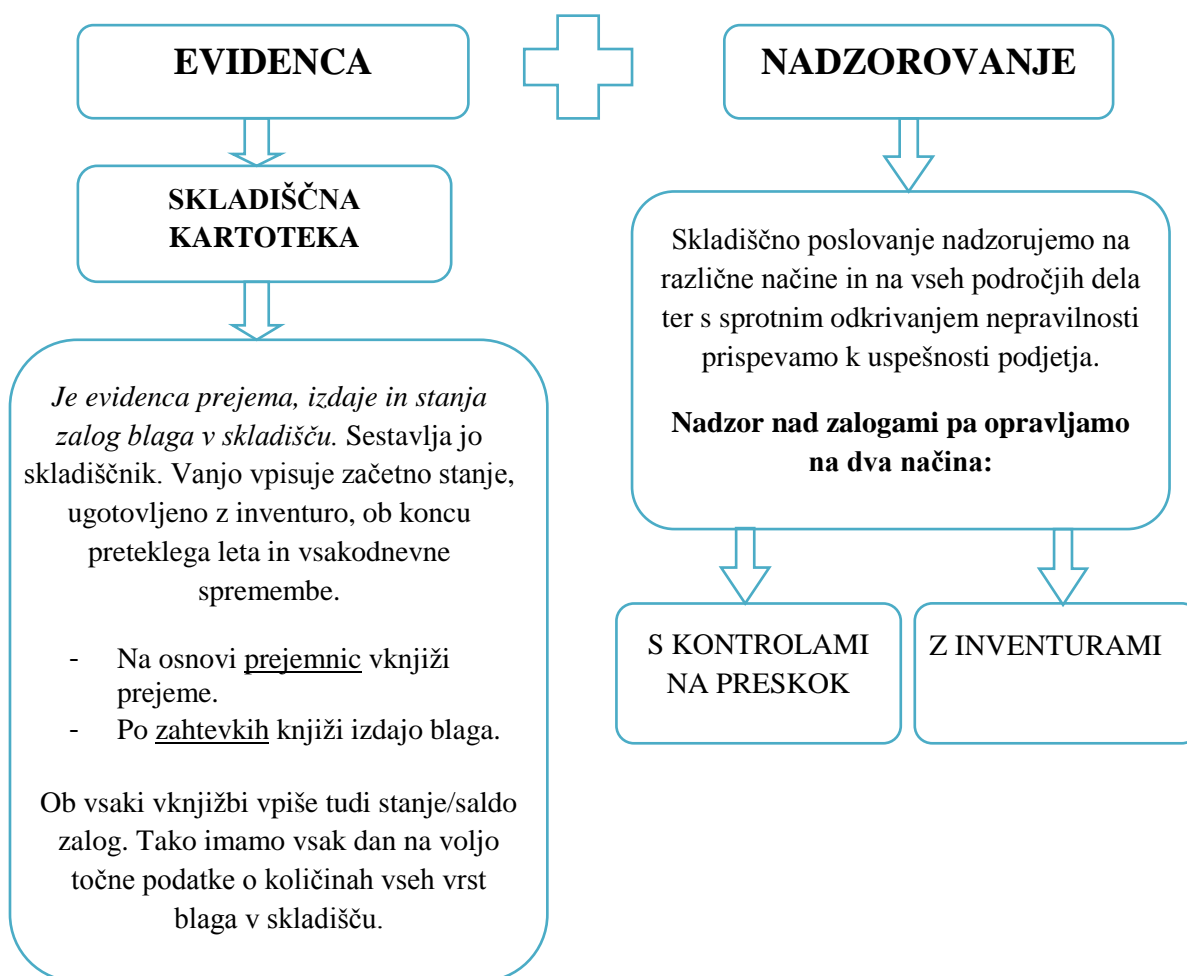 EVIDENCA
SKLADIŠČNA
KARTOTEKA
Je evidenca prejema, izdaje in stanja
zalog blaga v skladišču. Sestavlja jo
skladiščnik. Vanjo vpisuje začetno stanje,
ugotovljeno z inventuro, ob koncu
preteklega leta in vsakodnevne
spremembe.
- Na osnovi prejemnic vknjiži
prejeme.
- Po zahtevkih knjiži izdajo blaga.
Ob vsaki vknjižbi vpiše tudi stanje/saldo
zalog. Tako imamo vsak dan na voljo
točne podatke o količinah vseh vrst
blaga v skladišču.
NADZOROVANJE
Skladiščno poslovanje nadzorujemo na
različne načine in na vseh področjih dela
ter s sprotnim odkrivanjem nepravilnosti
prispevamo k uspešnosti podjetja.
Nadzor nad zalogami pa opravljamo
na dva načina:
S KONTROLAMI
NA PRESKOK
Z INVENTURAMI